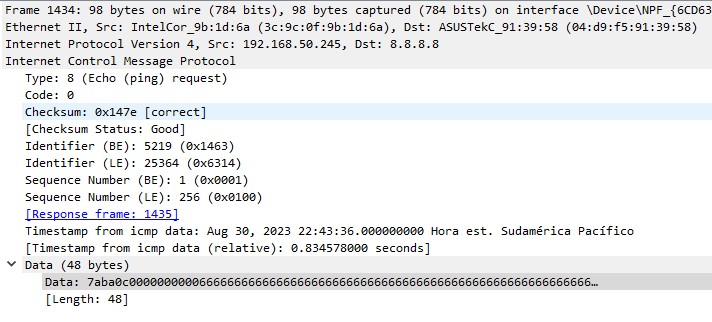 Frame 1434: 98 bytes on wire (784 bits), 98 bytes captured (784 bits) on interface \Device\NPF_{6CD63
Ethernet II, Src: IntelCor_9b:1d:6a (3c:9c:0f:9b:1d:6a), Dst: ASUSTekC_91:39:58 (04:d9:f5:91:39:58)
Internet Protocol Version 4, Src: 192.168.50.245, Dst: 8.8.8.8
Internet Control Message Protocol
Type: 8 (Echo (ping) request)
Code: 0
Checksum: 0x147e [correct]
[Checksum Status: Good]
Identifier (BE): 5219 (0x1463)
Identifier (LE): 25364 (0x6314)
Sequence Number (BE): 1 (0x0001)
Sequence Number (LE): 256 (0x0100)
[Response frame: 1435]
Timestamp from icmp data: Aug 30, 2023 22:43:36.000000000 Hora est. Sudamérica Pacífico
[Timestamp from icmp data (relative): 0.834578000 seconds]
Data (48 bytes)
Data: 7aba0c00000000006666666666666666666666666666666666666666666666666666666666…
[Length: 48]